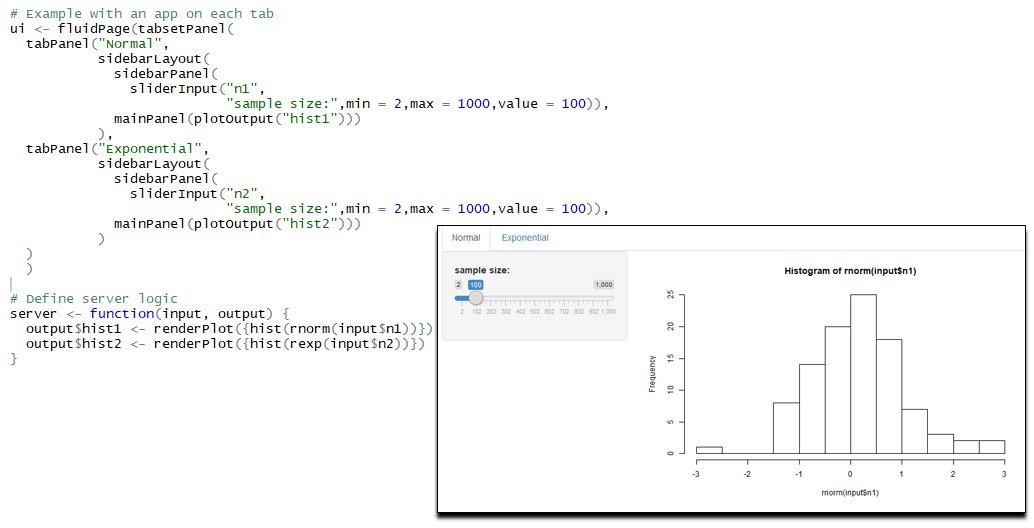 # Example with an app on each tab
ui <- fluidPage(tabsetPanel(
tabPanel("Normal",
sidebarLayout(
sidebarPanel(
sliderInput("n1",
"sample size:",min = 2,max = 1000,value = 100)),
mainPanel(plotOutput("hist1")))
),
tabPanel("Exponential",
sidebarLayout(
sidebarPanel(
sliderInput("n2",
"sample size:",min = 2,max = 1000,value = 100)),
mainPanel(plotOutput("hist2")))
)
)
)
# Define server logic
server <- function(input, output) {
output$hist1 <- renderPlot({hist(rnorm(input$n1))})
output$hist2 <- renderPlot({hist(rexp(input$n2))})
}
Normal Exponential
sample size:
2 100 1,000
2 102 202 302 402 502 602 702 802 902 1,000
Histogram of rnorm(input$n1)
Frequency
25
20
15
10
5
0
-3 -2 -1 0 1 2 3
rnorm(input$n1)